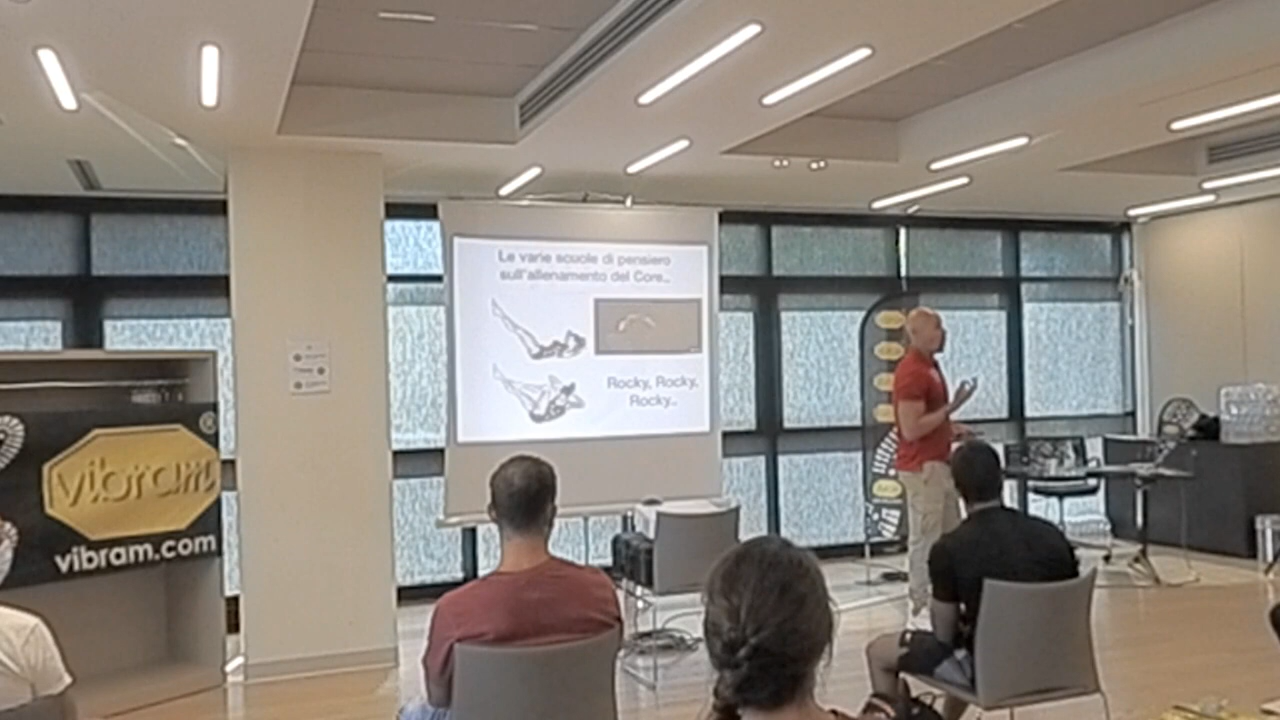 Le varie scuole di pensiero
sull'allenamento del Core...
Rocky, Rocky,
Rocky...
vibram
®
vibram.com